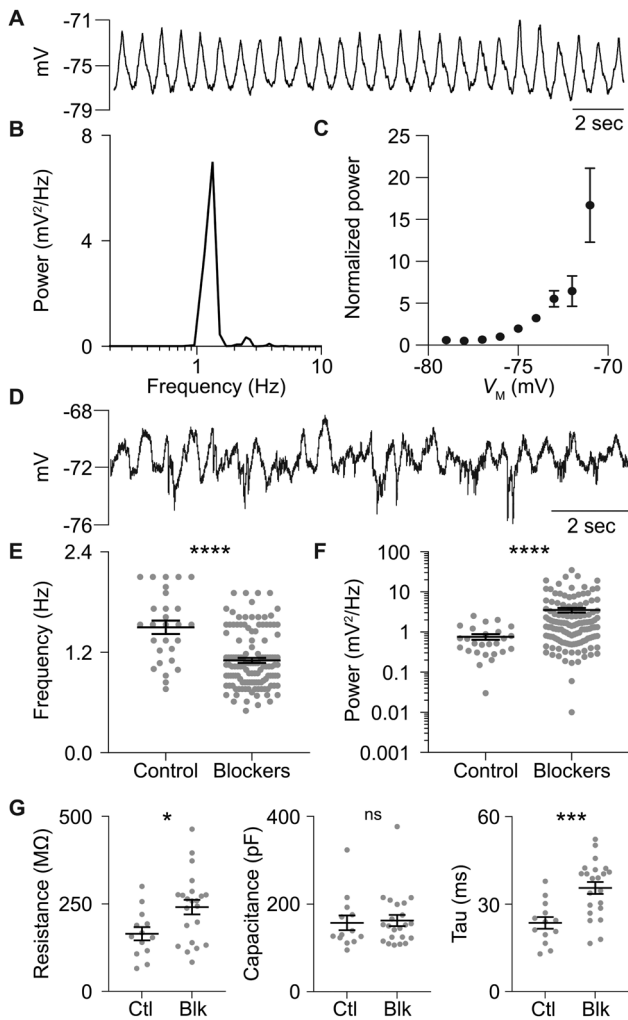 A
-71
-75
-79
mV
2 sec
B
8
4
0
Power (mV²/Hz)
1
10
Frequency (Hz)
C
25
20
15
10
5
0
Normalized power
-80
-75
-70
V_M (mV)
D
-68
-72
-76
mV
2 sec
E
****
2.4
1.2
0.0
Frequency (Hz)
Control
Blockers
F
****
100
10
1
0.1
0.01
0.001
Power (mV²/Hz)
Control
Blockers
G
*
500
250
0
Resistance (MΩ)
Ctl
Blk
ns
400
200
0
Capacitance (pF)
Ctl
Blk
***
60
30
0
Tau (ms)
Ctl
Blk